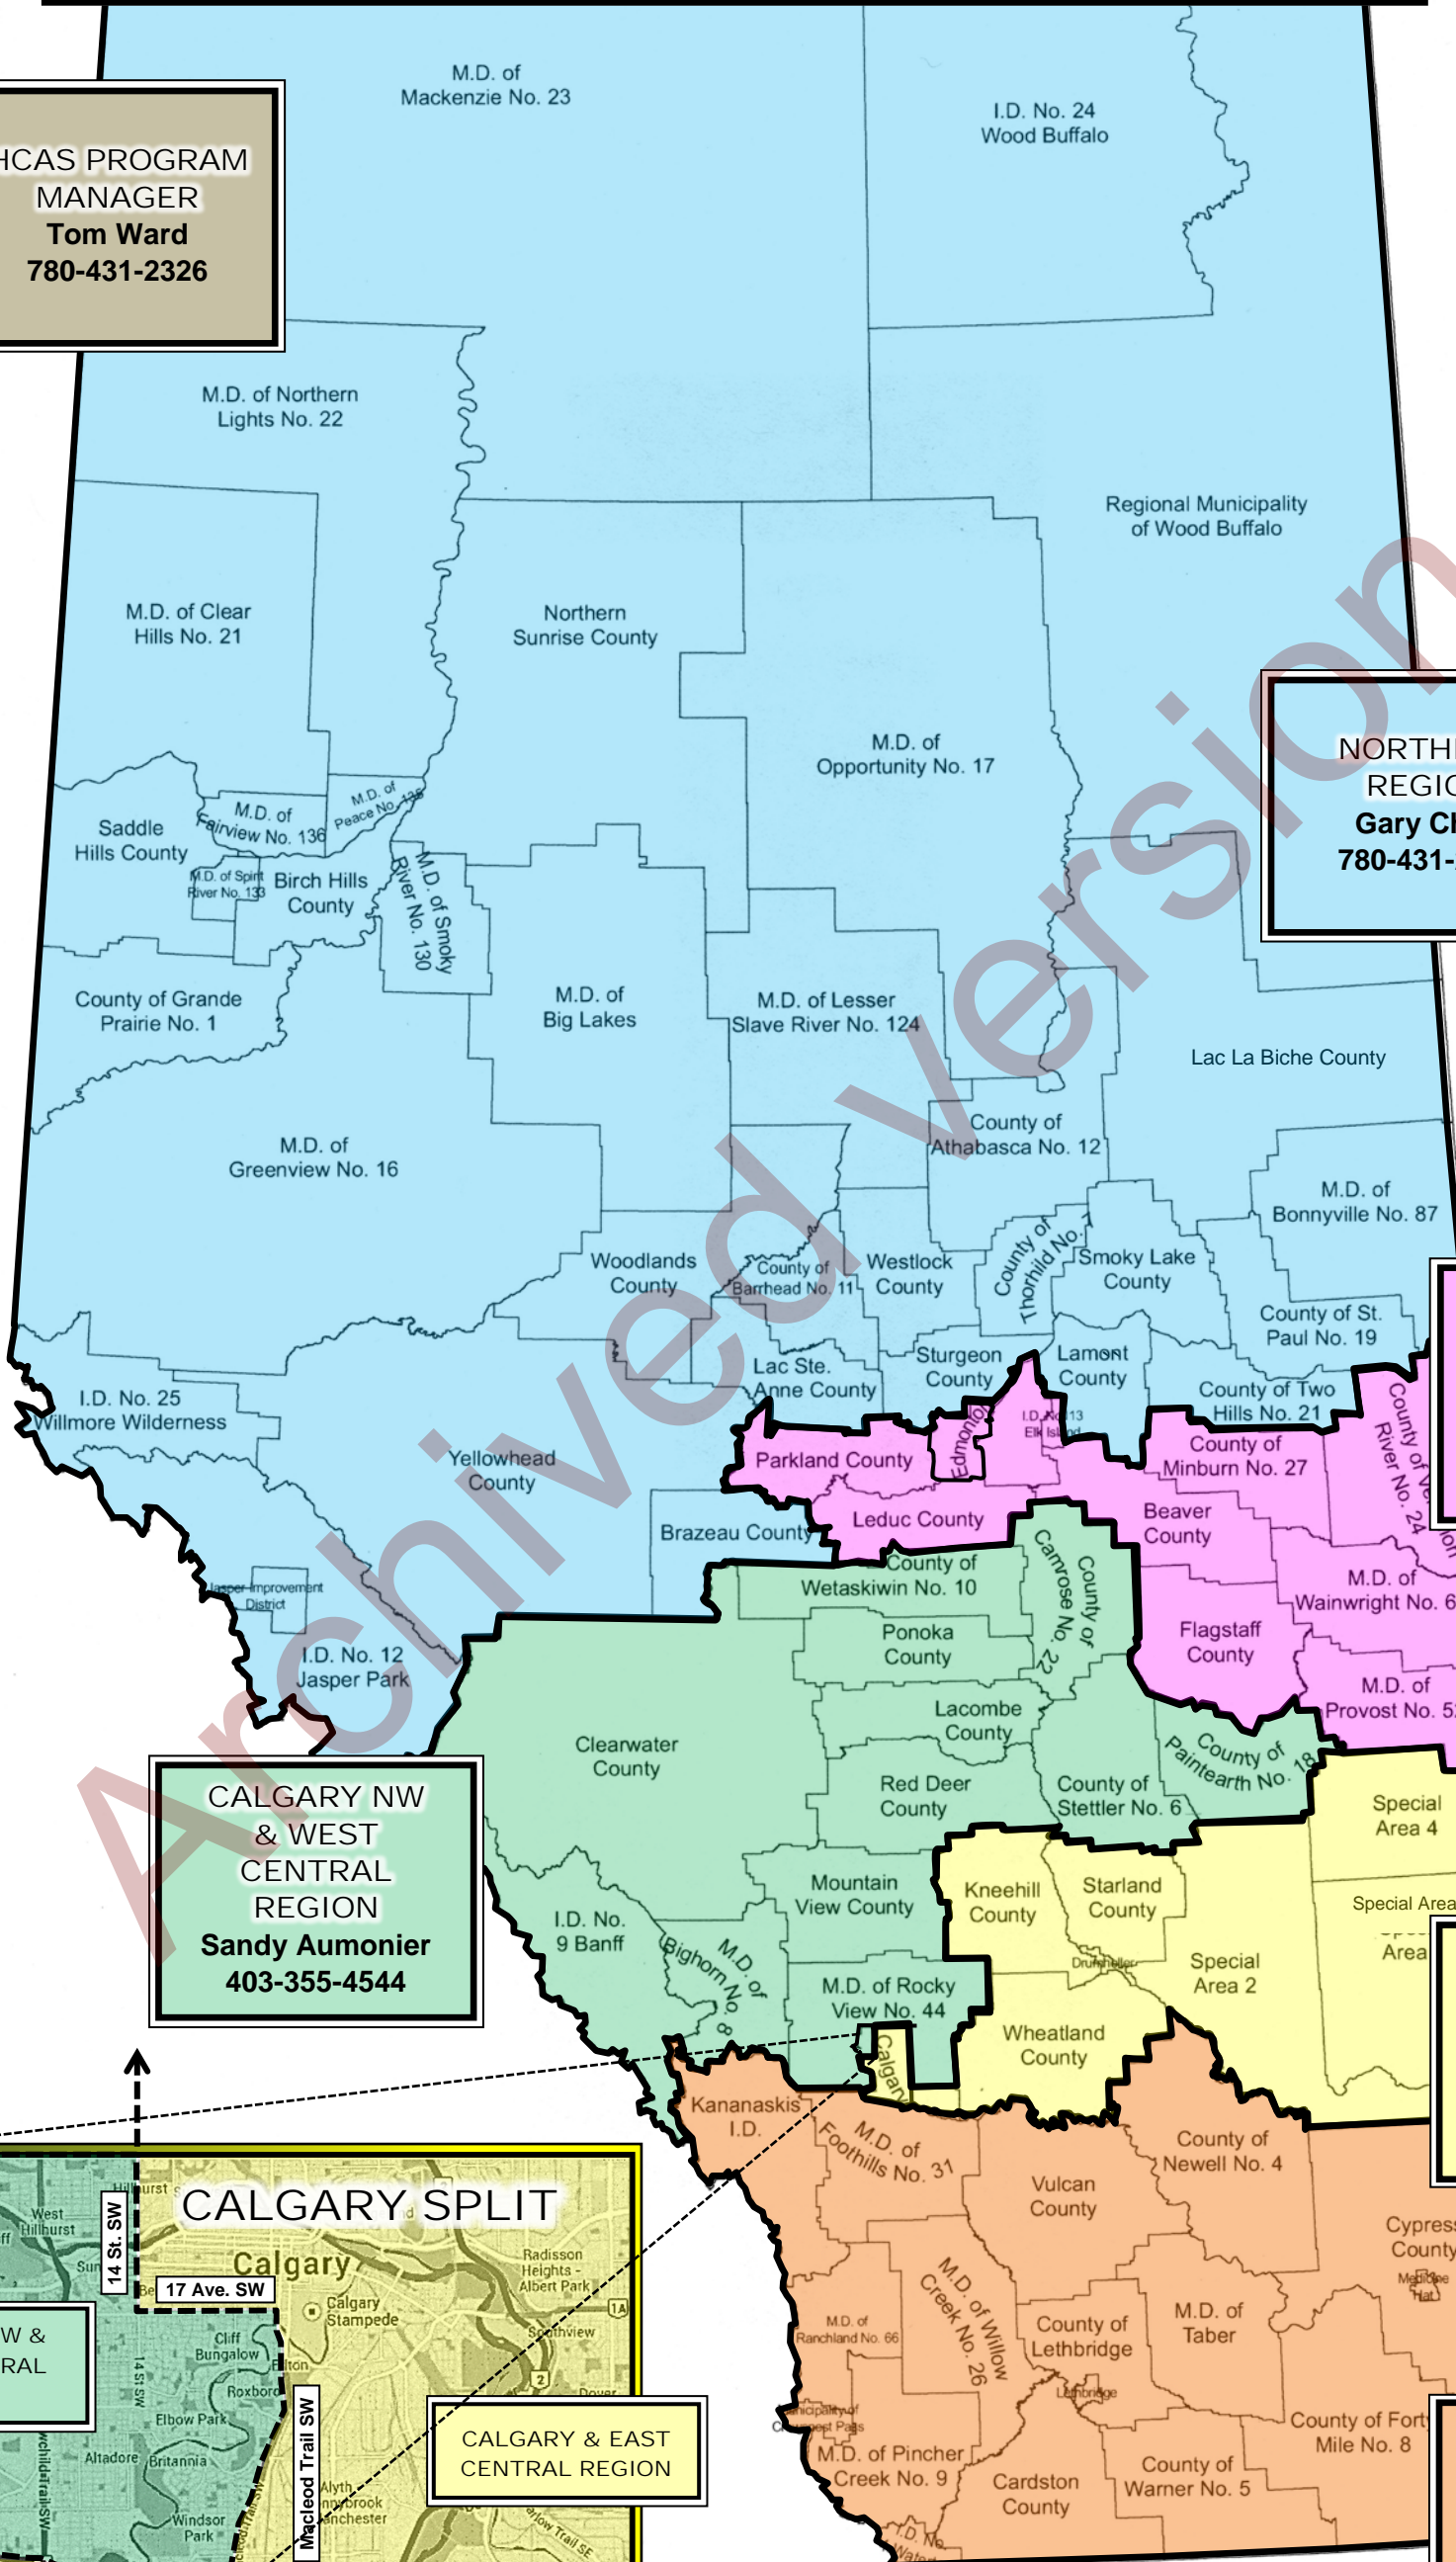 M.D. of
Mackenzie No. 23
I.D. No. 24
Wood Buffalo
HCAS PROGRAM
MANAGER
Tom Ward
780-431-2326
M.D. of Northern
Lights No. 22
Regional Municipality
of Wood Buffalo
M.D. of Clear
Hills No. 21
Northern
Sunrise County
M.D. of
Opportunity No. 17
Gary
780-431-
M.D. of
Peace No. 135
M.D. of
Fairview No. 136
Saddle
Hills County
M.D. of Spirit
River No. 133
Birch Hills
County
M.D. of Smoky
River No. 130
County of Grande
Prairie No. 1
M.D. of
Big Lakes
M.D. of Lesser
Slave River No. 124
Lac La Biche County
M.D. of
Greenview No. 16
County of
Athabasca No. 12
M.D. of
Bonnyville No. 87
Woodlands
County
County of
Barrhead No. 11
Westlock
County
County of
Thorhild No. 7
Smoky Lake
County
County of St.
Paul No. 19
Lac Ste.
Anne County
Sturgeon
County
Lamont
County
County of Two
Hills No. 21
I.D. No. 25
Willmore Wilderness
I.D. No. 13
Elk Island
Yellowhead
County
Parkland County
Edmonton
County of
Minburn No. 27
County of
River No. 24
Brazeau County
Leduc County
Beaver
County
County of
Wetaskiwin No. 10
County of
Camrose No. 22
M.D. of
Wainwright No. 6
Jasper Improvement
District
I.D. No. 12
Jasper Park
Ponoka
County
Flagstaff
County
M.D. of
Provost No. 5
Clearwater
County
Lacombe
County
County of
Paintearth No. 18
Red Deer
County
County of
Stettler No. 6
Special
Area 4
CALGARY NW
& WEST
CENTRAL
REGION
Sandy Aumonier
403-355-4544
Mountain
View County
Kneehill
County
Starland
County
Special Area
Area
I.D. No.
9 Banff
M.D. of
Bighorn No. 8
Drumheller
Special
Area 2
M.D. of Rocky
View No. 44
Wheatland
County
Calgary
Kananaskis
I.D.
M.D. of
Foothills No. 31
County of
Newell No. 4
Vulcan
County
Cypress
County
Medicine
Hat
M.D. of
Ranchland No. 66
M.D. of Willow
Creek No. 26
County of
Lethbridge
M.D. of
Taber
Lethbridge
M.D. of Pincher
Creek No. 9
Cardston
County
County of
Warner No. 5
County of Forty
Mile No. 8
I.D. No.
CALGARY SPLIT
West
Hillhurst
14 St. SW
Calgary
17 Ave. SW
Radisson
Heights -
Albert Park
1A
Calgary
Stampede
Southview
Cliff
Bungalow
14 St SW
2
Elbow Park
Altadore
Britannia
Macleod Trail SW
CALGARY & EAST
CENTRAL REGION
Alyth
Windsor
Park
Archived version